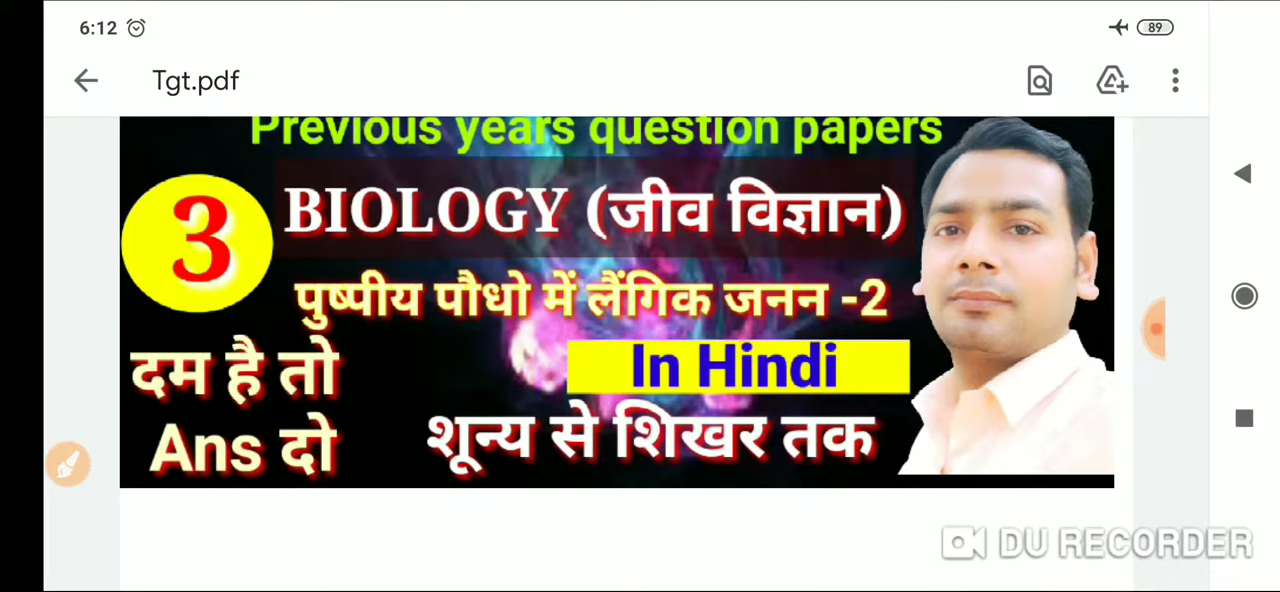 6:12
89
Tgt.pdf
Previous years question papers
3
BIOLOGY (जीव विज्ञान)
पुष्पीय पौधो में लैंगिक जनन -2
दम है तो
In Hindi
Ans दो
शून्य से शिखर तक
DU RECORDER